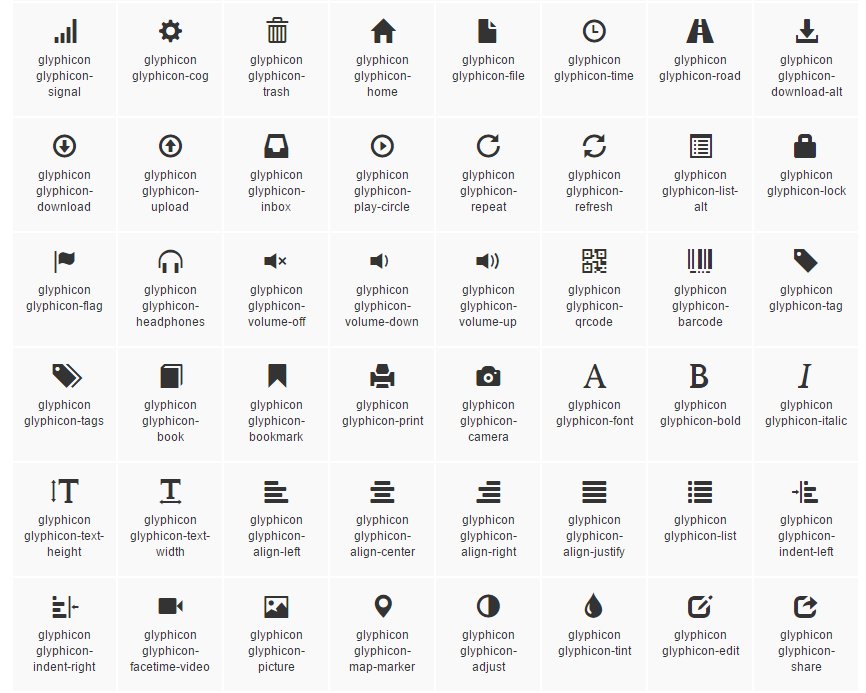 glyphicon
glyphicon-
signal
glyphicon
glyphicon-cog
glyphicon
glyphicon-
trash
glyphicon
glyphicon-
home
glyphicon
glyphicon-file
glyphicon
glyphicon-time
glyphicon
glyphicon-road
glyphicon
glyphicon-
download-alt
glyphicon
glyphicon-
download
glyphicon
glyphicon-
upload
glyphicon
glyphicon-
inbox
glyphicon
glyphicon-
play-circle
glyphicon
glyphicon-
repeat
glyphicon
glyphicon-
refresh
glyphicon
glyphicon-list-
alt
glyphicon
glyphicon-lock
glyphicon
glyphicon-flag
glyphicon
glyphicon-
headphones
glyphicon
glyphicon-
volume-off
glyphicon
glyphicon-
volume-down
glyphicon
glyphicon-
volume-up
glyphicon
glyphicon-
qrcode
glyphicon
glyphicon-
barcode
glyphicon
glyphicon-tag
glyphicon
glyphicon-tags
glyphicon
glyphicon-
book
glyphicon
glyphicon-
bookmark
glyphicon
glyphicon-print
glyphicon
glyphicon-
camera
A
glyphicon
glyphicon-font
B
glyphicon
glyphicon-bold
I
glyphicon
glyphicon-italic
T
glyphicon
glyphicon-text-
height
T
glyphicon
glyphicon-text-
width
glyphicon
glyphicon-
align-left
glyphicon
glyphicon-
align-center
glyphicon
glyphicon-
align-right
glyphicon
glyphicon-
align-justify
glyphicon
glyphicon-list
glyphicon
glyphicon-
indent-left
glyphicon
glyphicon-
indent-right
glyphicon
glyphicon-
facetime-video
glyphicon
glyphicon-
picture
glyphicon
glyphicon-
map-marker
glyphicon
glyphicon-
adjust
glyphicon
glyphicon-tint
glyphicon
glyphicon-edit
glyphicon
glyphicon-
share